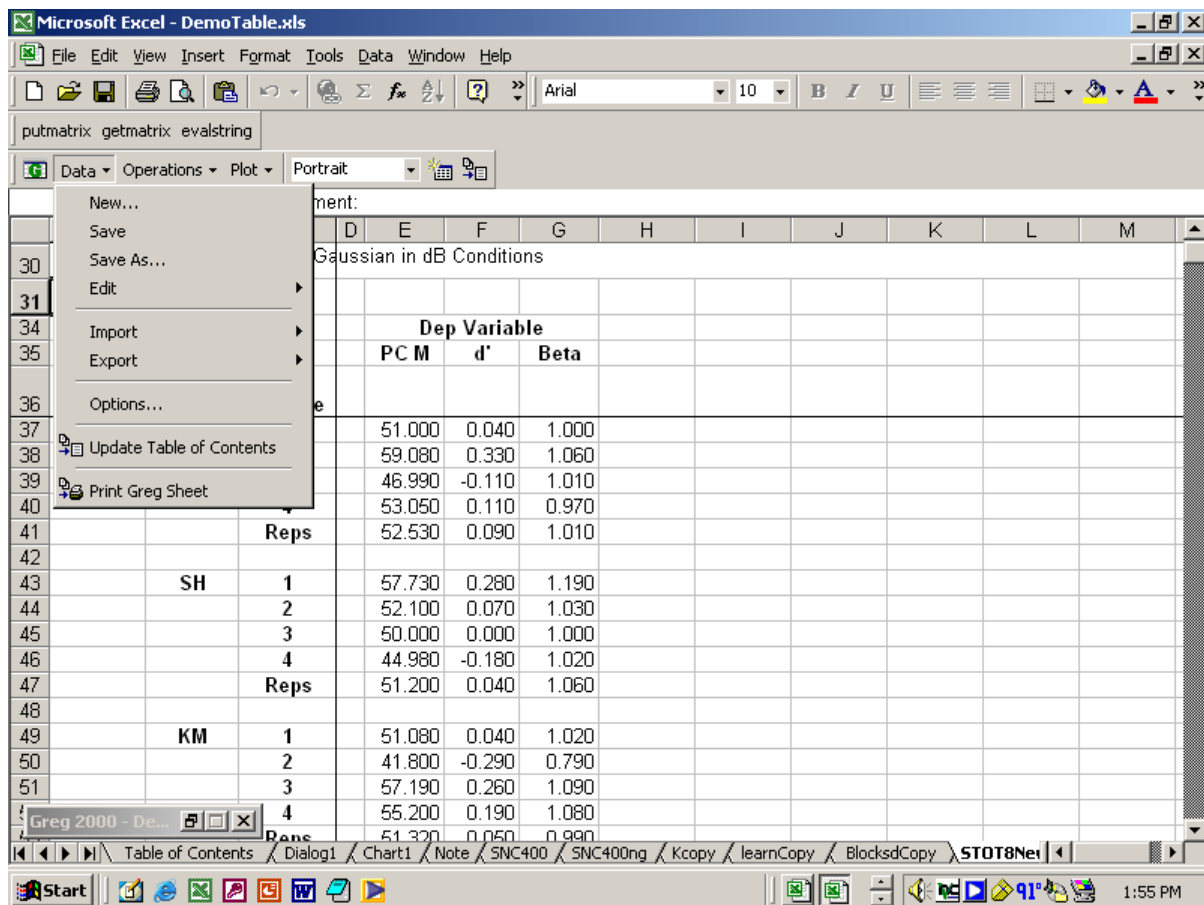 Microsoft Excel - DemoTable.xls
File Edit View Insert Format Tools Data Window Help
Arial 10 B I U
putmatrix getmatrix evalstring
G Data Operations Plot Portrait
New...
Save
Save As...
Edit
Import
Export
Options...
Update Table of Contents
Print Greg Sheet
ment:
D E F G H I J K L M
30 Gaussian in dB Conditions
31
34 Dep Variable
35 PC M d' Beta
36 e
37 51.000 0.040 1.000
38 59.080 0.330 1.060
39 46.990 -0.110 1.010
40 4 53.050 0.110 0.970
41 Reps 52.530 0.090 1.010
42
43 SH 1 57.730 0.280 1.190
44 2 52.100 0.070 1.030
45 3 50.000 0.000 1.000
46 4 44.980 -0.180 1.020
47 Reps 51.200 0.040 1.060
48
49 KM 1 51.080 0.040 1.020
50 2 41.800 -0.290 0.790
51 3 57.190 0.260 1.090
4 55.200 0.190 1.080
Reps 51.320 0.050 0.990
Greg 2000 - De...
Table of Contents Dialog1 Chart1 Note SNC400 SNC400ng Kcopy learnCopy BlocksdCopy STOT8Ne
Start 91° 1:55 PM